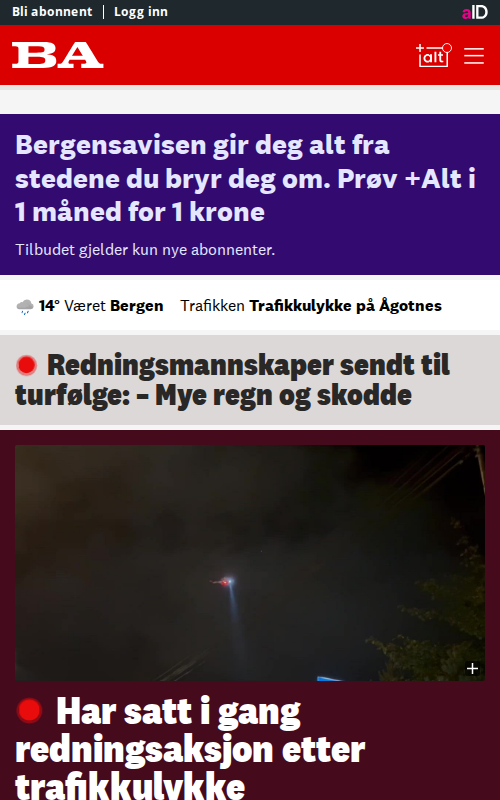 Bli abonnent | Logg inn
aID
BA
+alt
Bergensavisen gir deg alt fra
stedene du bryr deg om. Prøv +Alt i
1 måned for 1 krone
Tilbudet gjelder kun nye abonnenter.
14° Været Bergen Trafikken Trafikkulykke på Ågotnes
Redningsmannskaper sendt til
turfølge: – Mye regn og skodde
Har satt i gang
redningsaksjon etter
trafikkulykke